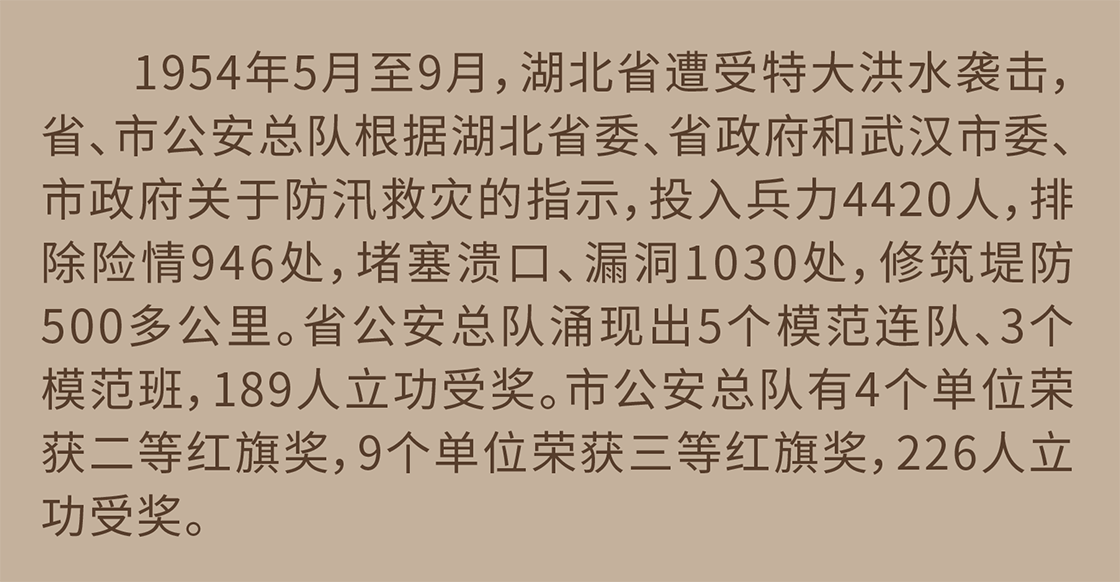 1954年5月至9月，湖北省遭受特大洪水袭击，
省、市公安总队根据湖北省委、省政府和武汉市委、
市政府关于防汛救灾的指示，投入兵力4420人，排
除险情946处，堵塞溃口、漏洞1030处，修筑堤防
500多公里。省公安总队涌现出5个模范连队、3个
模范班，189人立功受奖。市公安总队有4个单位荣
获二等红旗奖，9个单位荣获三等红旗奖，226人立
功受奖。